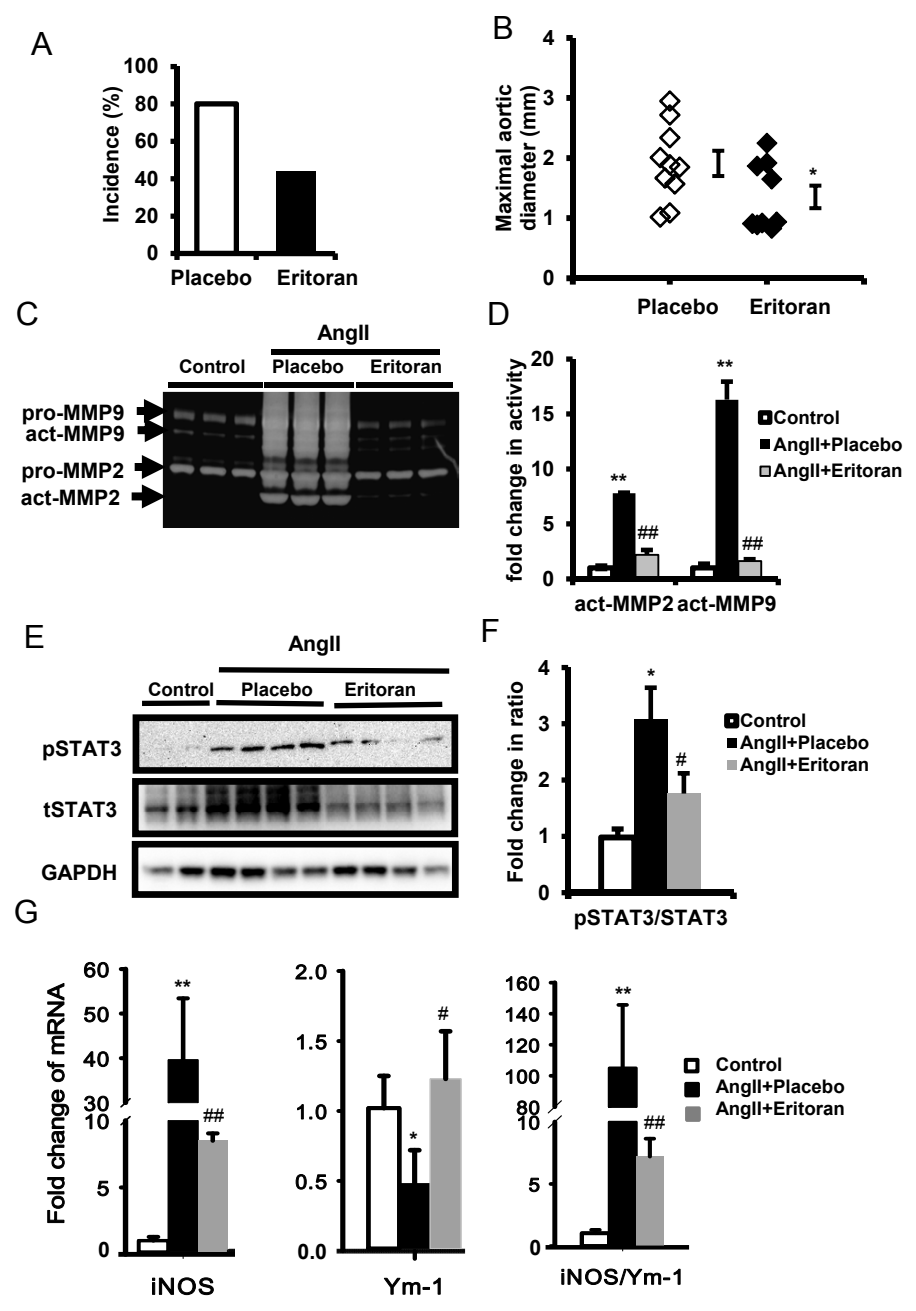 A
100
80
60
40
20
0
Incidence (%)
Placebo Eritoran
B
4
3
2
1
0
Maximal aortic
diameter (mm)
*
Placebo Eritoran
C
AngII
Control Placebo Eritoran
pro-MMP9
act-MMP9
pro-MMP2
act-MMP2
D
20
15
10
5
0
fold change in activity
**
**
##
##
Control
AngII+Placebo
AngII+Eritoran
act-MMP2 act-MMP9
E
AngII
Control Placebo Eritoran
pSTAT3
tSTAT3
GAPDH
F
4
3
2
1
0
Fold change in ratio
*
#
Control
AngII+Placebo
AngII+Eritoran
pSTAT3/STAT3
G
Fold change of mRNA
60
50
40
30
10
5
0
**
##
iNOS
2.0
1.5
1.0
0.5
0.0
*
#
Ym-1
160
140
120
100
80
10
5
0
**
##
iNOS/Ym-1
Control
AngII+Placebo
AngII+Eritoran